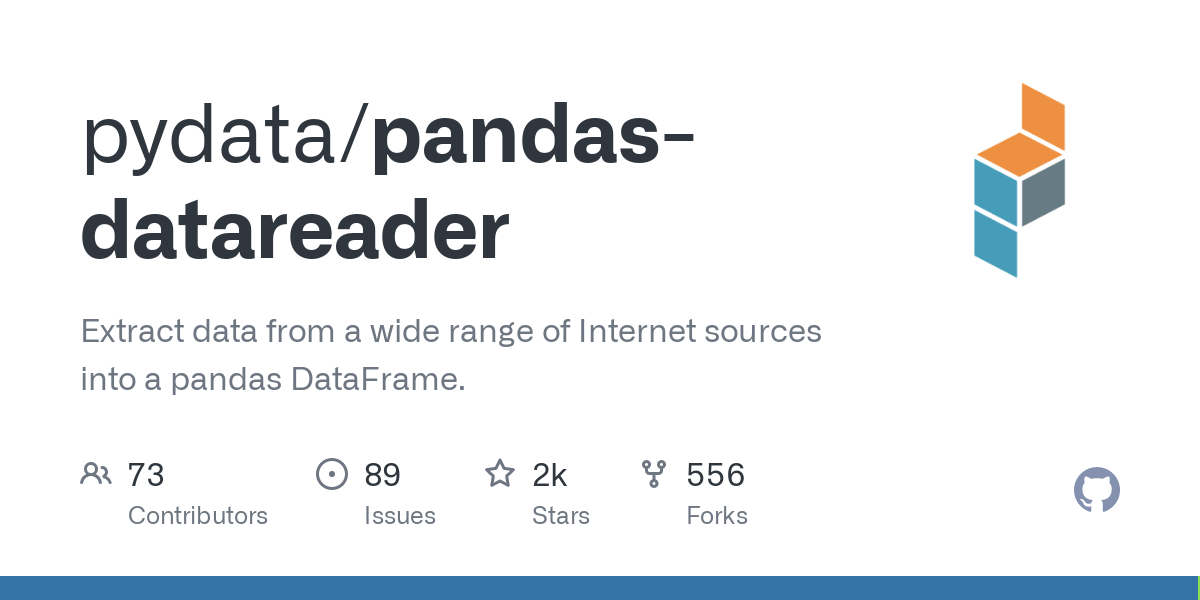 pydata/pandas-
datareader
Extract data from a wide range of Internet sources
into a pandas DataFrame.
73 89 2k 556
Contributors Issues Stars Forks